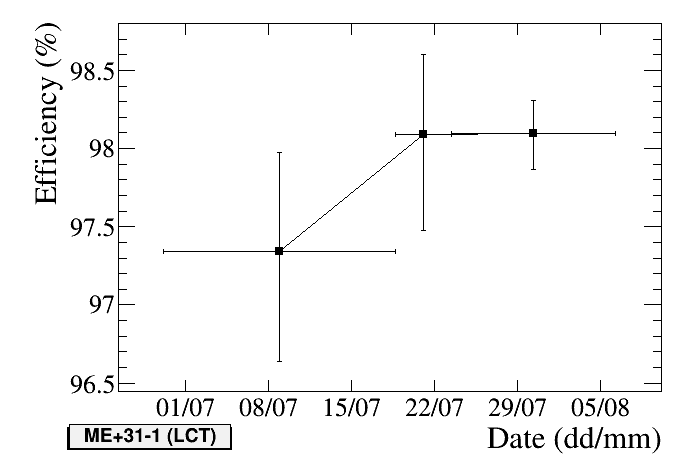 Efficiency (%)
98.5
98
97.5
97
96.5
01/07 08/07 15/07 22/07 29/07 05/08
ME+31-1 (LCT)
Date (dd/mm)